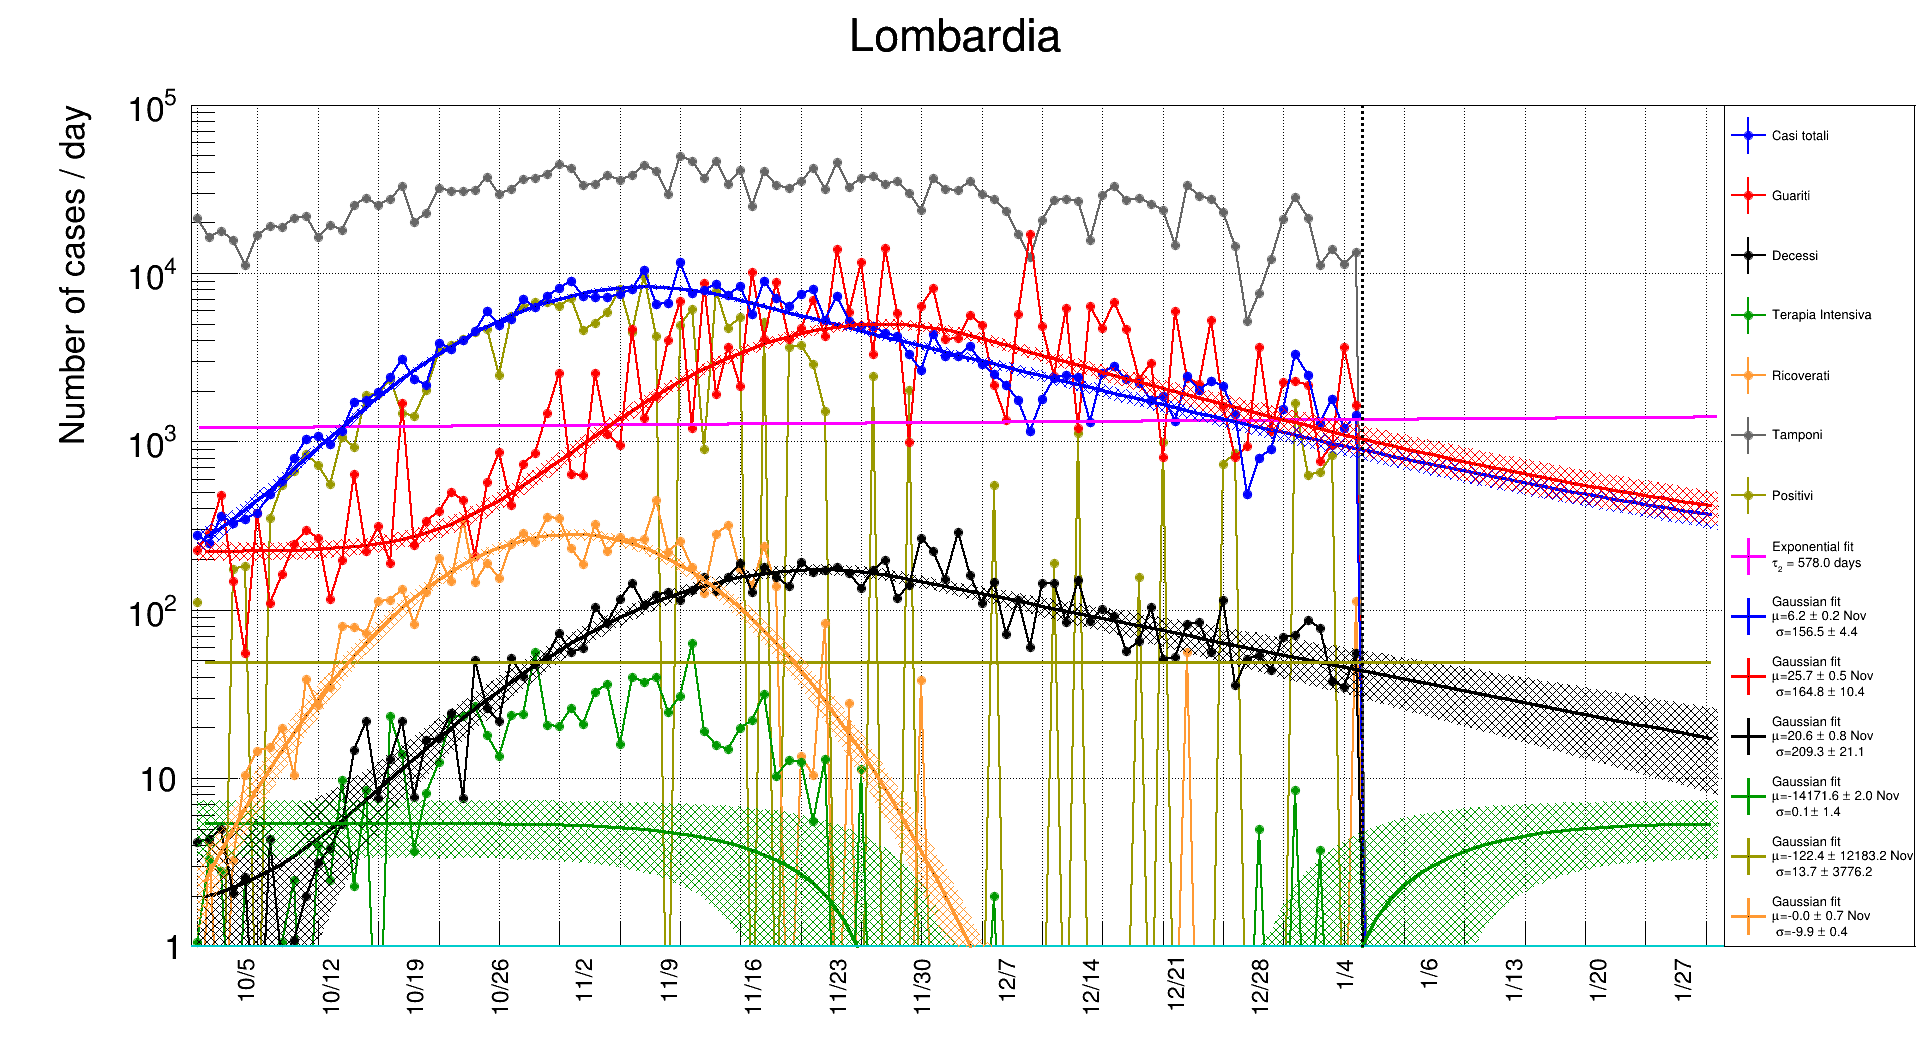 Lombardia
Number of cases / day
10^5
10^4
10^3
10^2
10
1
10/5 10/12 10/19 10/26 11/2 11/9 11/16 11/23 11/30 12/7 12/14 12/21 12/28 1/4 1/6 1/13 1/20 1/27
Casi totali
Guariti
Decessi
Terapia Intensiva
Ricoverati
Tamponi
Positivi
Exponential fit
τ₂ = 578.0 days
Gaussian fit
μ=6.2 ± 0.2 Nov
σ=156.5 ± 4.4
Gaussian fit
μ=25.7 ± 0.5 Nov
σ=164.8 ± 10.4
Gaussian fit
μ=20.6 ± 0.8 Nov
σ=209.3 ± 21.1
Gaussian fit
μ=-14171.6 ± 2.0 Nov
σ=0.1 ± 1.4
Gaussian fit
μ=-122.4 ± 12183.2 Nov
σ=13.7 ± 3776.2
Gaussian fit
μ=-0.0 ± 0.7 Nov
σ=-9.9 ± 0.4